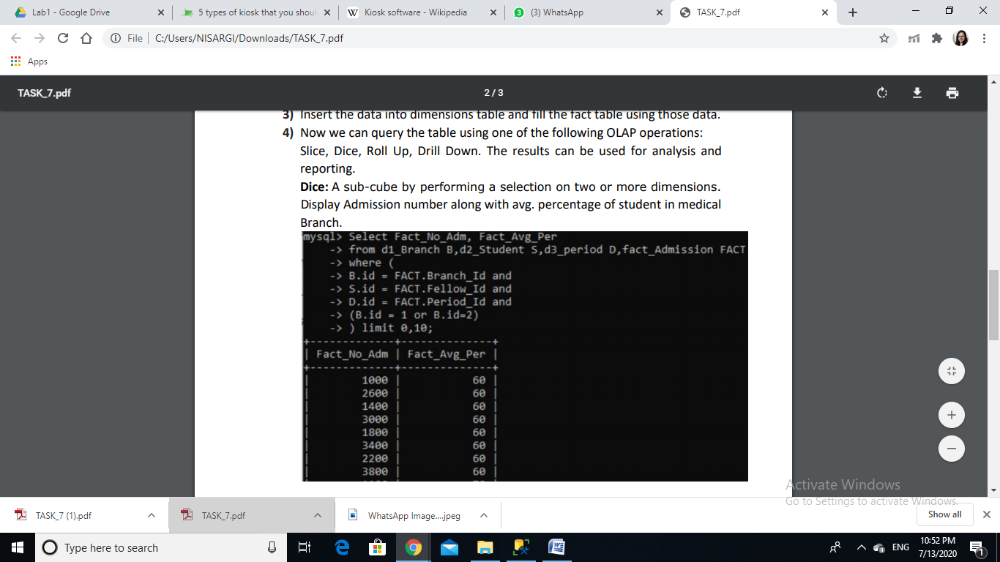 Lab1 - Google Drive
5 types of kiosk that you shoul
W Kiosk software - Wikipedia
3 (3) WhatsApp
TASK_7.pdf
File C:/Users/NISARGI/Downloads/TASK_7.pdf
Apps
TASK_7.pdf
2 / 3
3) Insert the data into dimensions table and fill the fact table using those data.
4) Now we can query the table using one of the following OLAP operations:
Slice, Dice, Roll Up, Drill Down. The results can be used for analysis and
reporting.
Dice: A sub-cube by performing a selection on two or more dimensions.
Display Admission number along with avg. percentage of student in medical
Branch.
mysql> Select Fact_No_Adm, Fact_Avg_Per
-> from d1_Branch B,d2_Student S,d3_period D,fact_Admission FACT
-> where (
-> B.id = FACT.Branch_Id and
-> S.id = FACT.Fellow_Id and
-> D.id = FACT.Period_Id and
-> (B.id = 1 or B.id=2)
-> ) limit 0,10;
+-------------+--------------+
| Fact_No_Adm | Fact_Avg_Per |
+-------------+--------------+
| 1000 | 60 |
| 2600 | 60 |
| 1400 | 60 |
| 3000 | 60 |
| 1800 | 60 |
| 3400 | 60 |
| 2200 | 60 |
| 3800 | 60 |
Activate Windows
Go to Settings to activate Windows.
TASK_7 (1).pdf
TASK_7.pdf
WhatsApp Image....jpeg
Show all
Type here to search
W
ENG
10:52 PM
7/13/2020
1